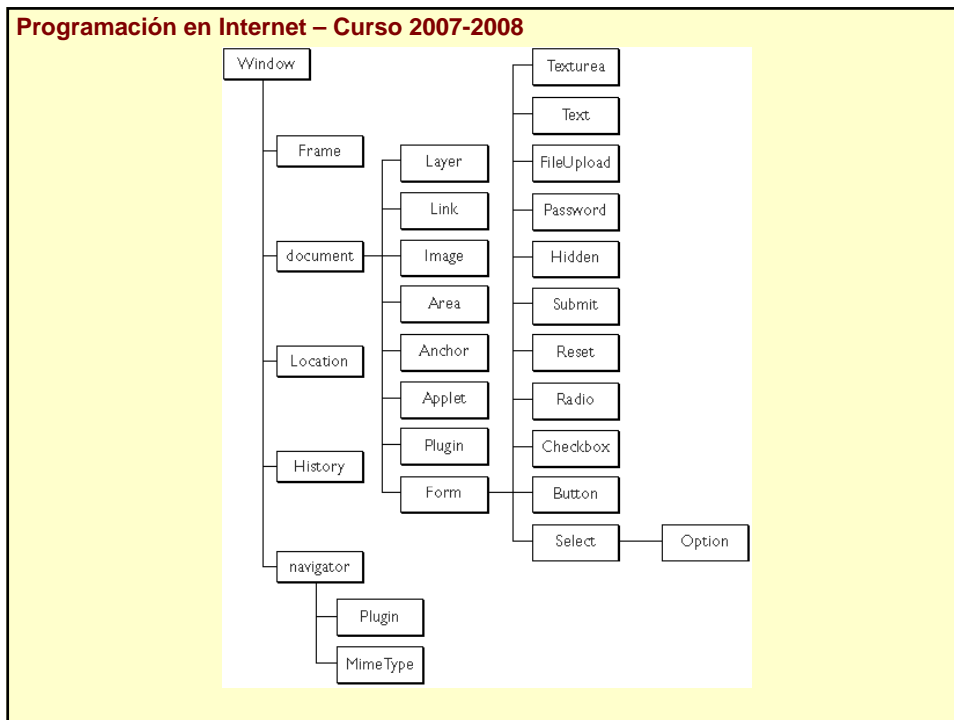 Programación en Internet – Curso 2007-2008
Window
Frame
document
Location
History
navigator
Plugin
MimeType
Layer
Link
Image
Area
Anchor
Applet
Plugin
Form
Texturea
Text
FileUpload
Password
Hidden
Submit
Reset
Radio
Checkbox
Button
Select
Option